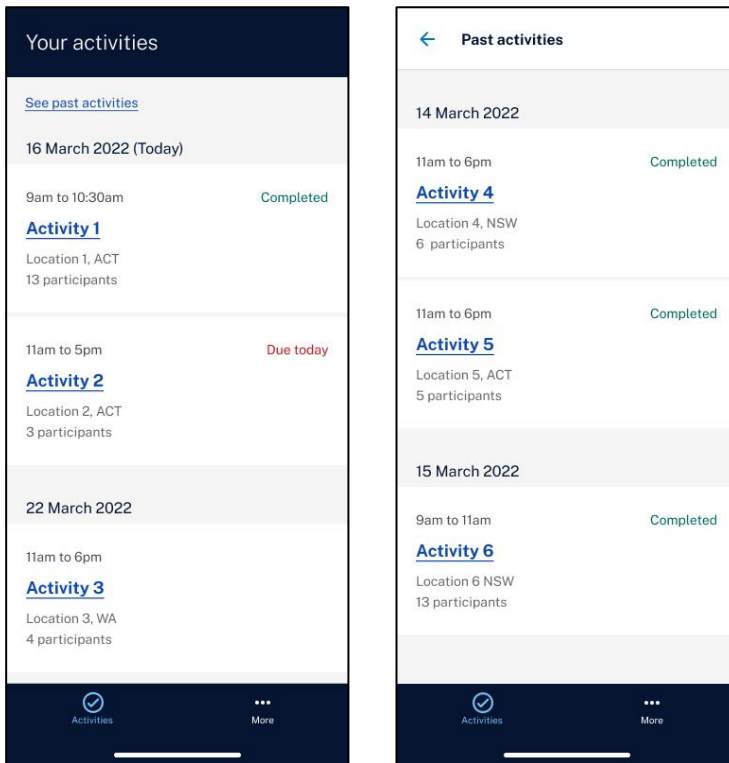 Your activities
See past activities
16 March 2022 (Today)
9am to 10:30am Completed
Activity 1
Location 1, ACT
13 participants
11am to 5pm Due today
Activity 2
Location 2, ACT
3 participants
22 March 2022
11am to 6pm
Activity 3
Location 3, WA
4 participants
Activities More
Past activities
14 March 2022
11am to 6pm Completed
Activity 4
Location 4, NSW
6 participants
11am to 6pm Completed
Activity 5
Location 5, ACT
5 participants
15 March 2022
9am to 11am Completed
Activity 6
Location 6 NSW
13 participants
Activities More